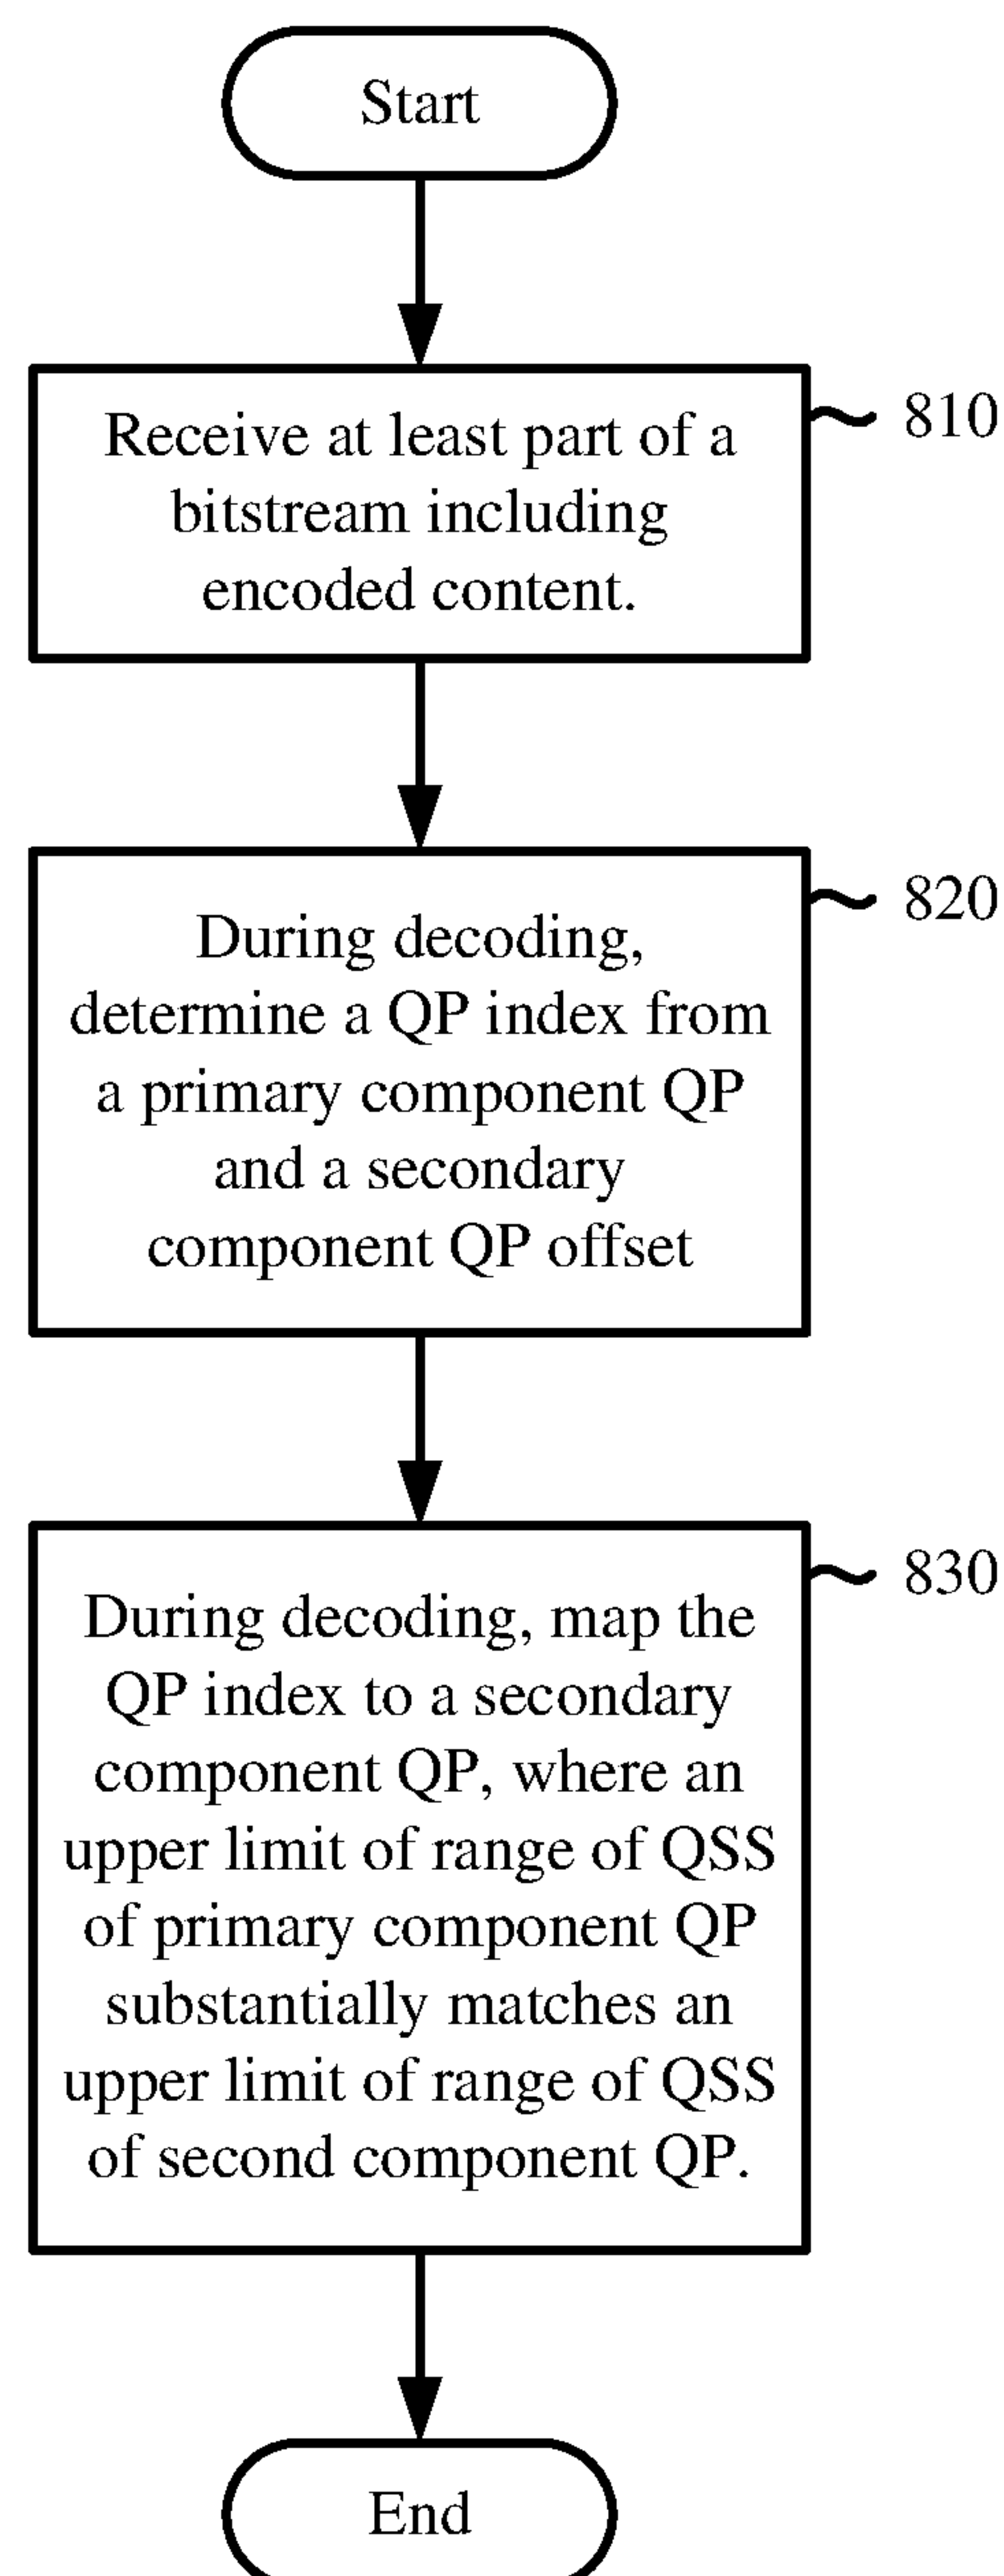 Start
Receive at least part of a
bitstream including
encoded content.
810
During decoding,
determine a QP index from
a primary component QP
and a secondary
component QP offset
820
During decoding, map the
QP index to a secondary
component QP, where an
upper limit of range of QSS
of primary component QP
substantially matches an
upper limit of range of QSS
of second component QP.
830
End